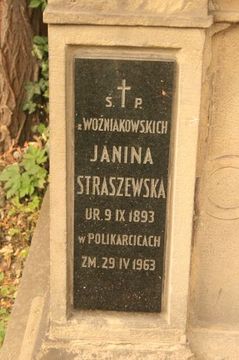 Ś. † P.
z WOŹNIAKOWSKICH
JANINA
STRASZEWSKA
UR. 9 IX 1893
w POLIKARCICACH
ZM. 29 IV 1963